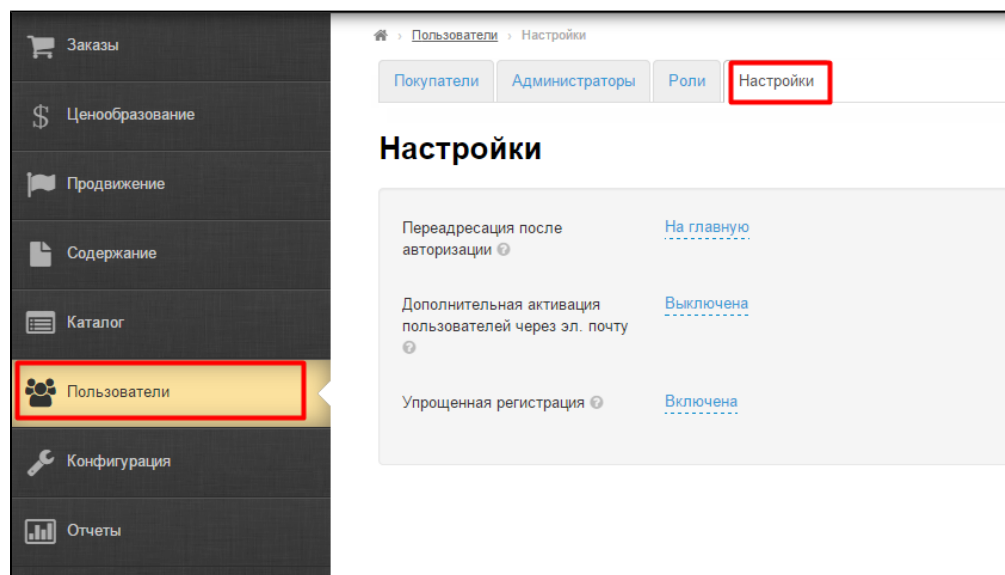 Заказы
Ценообразование
Продвижение
Содержание
Каталог
Пользователи
Конфигурация
Отчеты
Пользователи › Настройки
Покупатели Администраторы Роли Настройки
Настройки
Переадресация после
авторизации
На главную
Дополнительная активация
пользователей через эл. почту
Выключена
Упрощенная регистрация
Включена